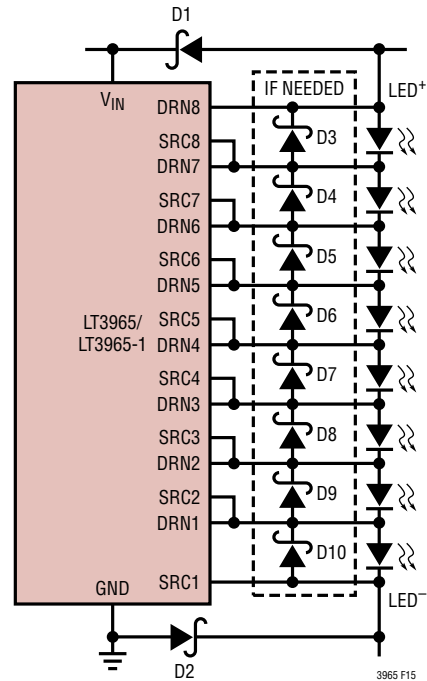 D1
IF NEEDED
LED+
VIN
DRN8
D3
SRC8
DRN7
D4
SRC7
DRN6
D5
SRC6
DRN5
D6
LT3965/
LT3965-1
SRC5
DRN4
D7
SRC4
DRN3
D8
SRC3
DRN2
D9
SRC2
DRN1
D10
GND
SRC1
LED–
D2
3965 F15